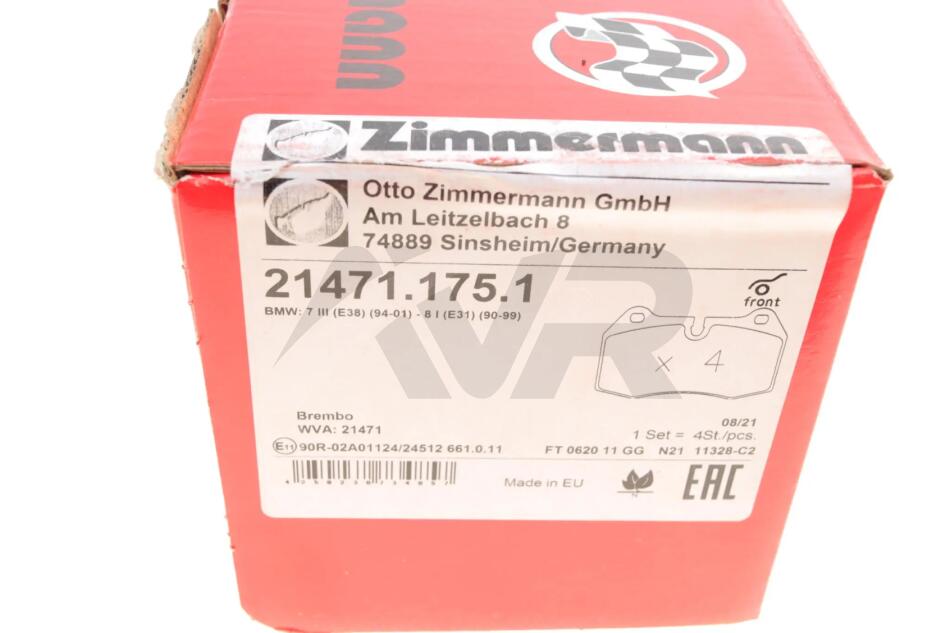 Zimmermann
Otto Zimmermann GmbH
Am Leitzelbach 8
74889 Sinsheim/Germany
21471.175.1
BMW: 7 III (E38) (94-01) - 8 I (E31) (90-99)
front
x 4
Brembo
WVA: 21471
08/21
1 Set = 4St./pcs.
E11 90R-02A01124/24512 661.0.11
FT 0620 11 GG N21 11328-C2
Made in EU
N
EAC